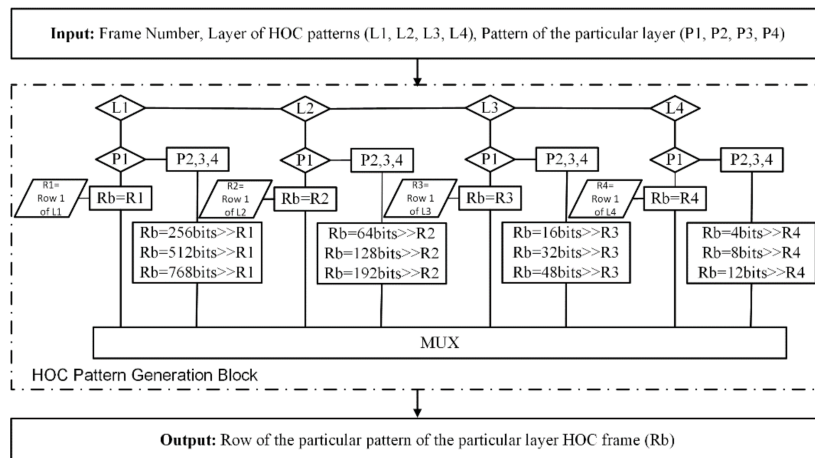 Input: Frame Number, Layer of HOC patterns (L1, L2, L3, L4), Pattern of the particular layer (P1, P2, P3, P4)
L1
L2
L3
L4
P1
P2,3,4
P1
P2,3,4
P1
P2,3,4
P1
P2,3,4
R1=
Row 1
of L1
Rb=R1
R2=
Row 1
of L2
Rb=R2
R3=
Row 1
of L3
Rb=R3
R4=
Row 1
of L4
Rb=R4
Rb=256bits>>R1
Rb=512bits>>R1
Rb=768bits>>R1
Rb=64bits>>R2
Rb=128bits>>R2
Rb=192bits>>R2
Rb=16bits>>R3
Rb=32bits>>R3
Rb=48bits>>R3
Rb=4bits>>R4
Rb=8bits>>R4
Rb=12bits>>R4
MUX
HOC Pattern Generation Block
Output: Row of the particular pattern of the particular layer HOC frame (Rb)